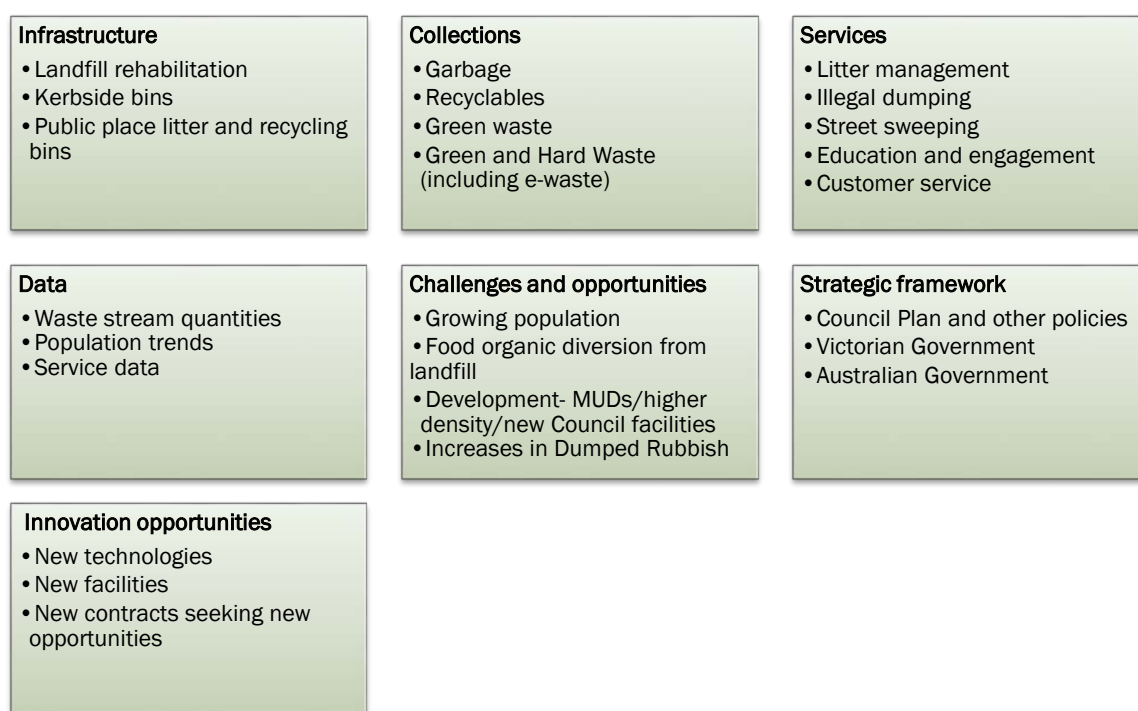 Infrastructure
• Landfill rehabilitation
• Kerbside bins
• Public place litter and recycling
bins
Collections
• Garbage
• Recyclables
• Green waste
• Green and Hard Waste
(including e-waste)
Services
• Litter management
• Illegal dumping
• Street sweeping
• Education and engagement
• Customer service
Data
• Waste stream quantities
• Population trends
• Service data
Challenges and opportunities
• Growing population
• Food organic diversion from
landfill
• Development- MUDs/higher
density/new Council facilities
• Increases in Dumped Rubbish
Strategic framework
• Council Plan and other policies
• Victorian Government
• Australian Government
Innovation opportunities
• New technologies
• New facilities
• New contracts seeking new
opportunities